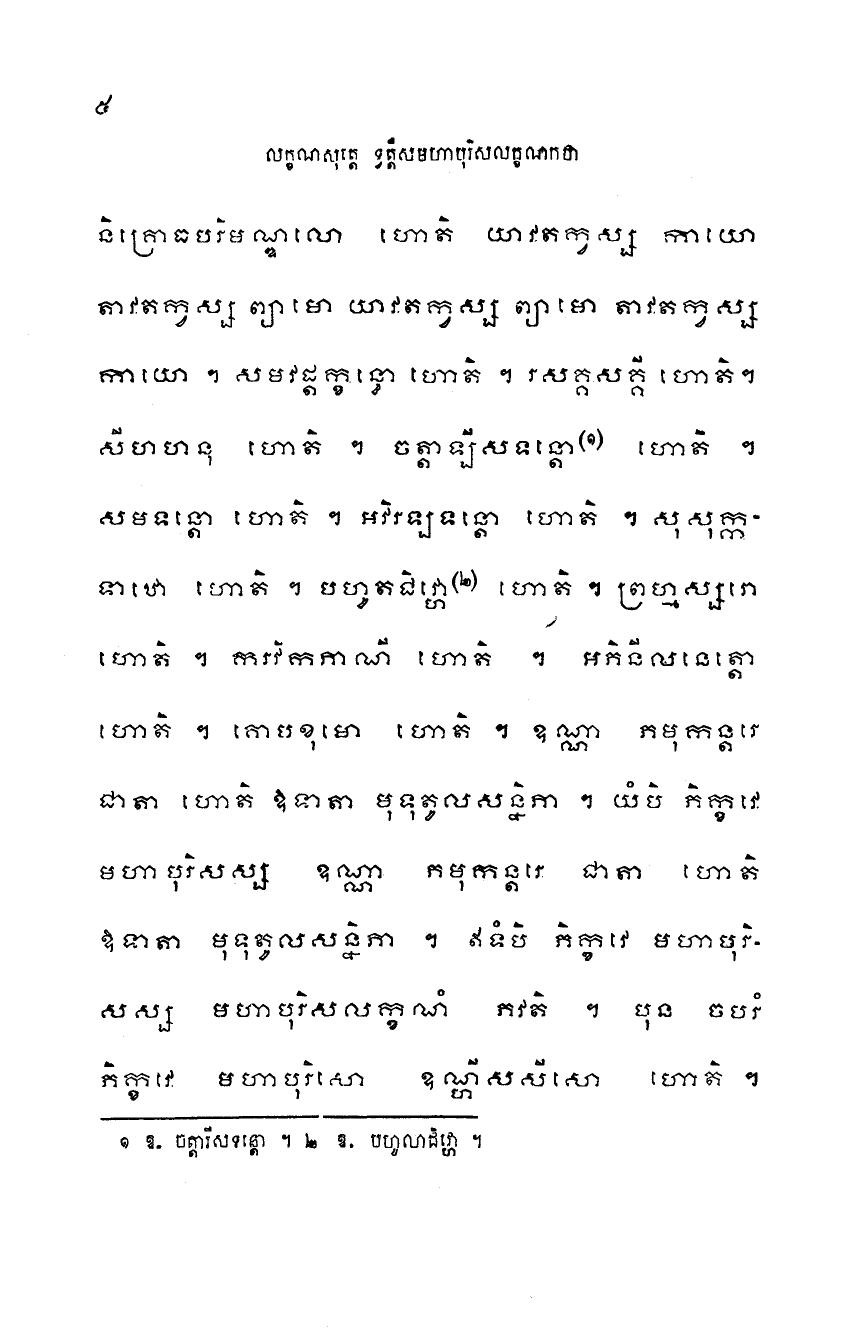 ៥
លក្ខណសុត្តេ ទ្វត្តឹសមហាបុរិសលក្ខណកថា
និគ្រោធបរិមណ្ឌលោ ហោតិ យាវតក្វស្ស កាយោ
តាវតក្វស្ស ព្យាមោ យាវតក្វស្ស ព្យាមោ តាវតក្វស្ស
កាយោ ។ សមវដ្តក្ខន្ធោ ហោតិ ។ រសគ្គសគ្គី ហោតិ។
សីហហនុ ហោតិ ។ ចត្តាឡីសទន្តោ(១) ហោតិ ។
សមទន្តោ ហោតិ ។ អវិរឡ្បទន្តោ ហោតិ ។ សុសុក្ក-
ទាឋោ ហោតិ ។ បហូតជិវ្ហោ(២) ហោតិ ។ ព្រហ្មស្សរោ
ហោតិ ។ ករវិកភាណី ហោតិ ។ អភិនីលនេត្តោ
ហោតិ ។ គោបខុមោ ហោតិ ។ ឧណ្ណា ភមុកន្តរេ
ជាតា ហោតិ ឱទាតា មុទុតូលសន្និភា ។ យំបិ ភិក្ខវេ
មហាបុរិសស្ស ឧណ្ណា ភមុកន្តរេ ជាតា ហោតិ
ឱទាតា មុទុតូលសន្និភា ។ ឥទំបិ ភិក្ខវេ មហាបុរិ-
សស្ស មហាបុរិសលក្ខណំ ភវតិ ។ បុន ចបរំ
ភិក្ខវេ មហាបុរិសោ ឧណ្ហីសសីសោ ហោតិ ។
១ ឱ. ចត្តារីសទន្តោ ។ ២ ឱ. បហូលាជិវ្ហោ ។